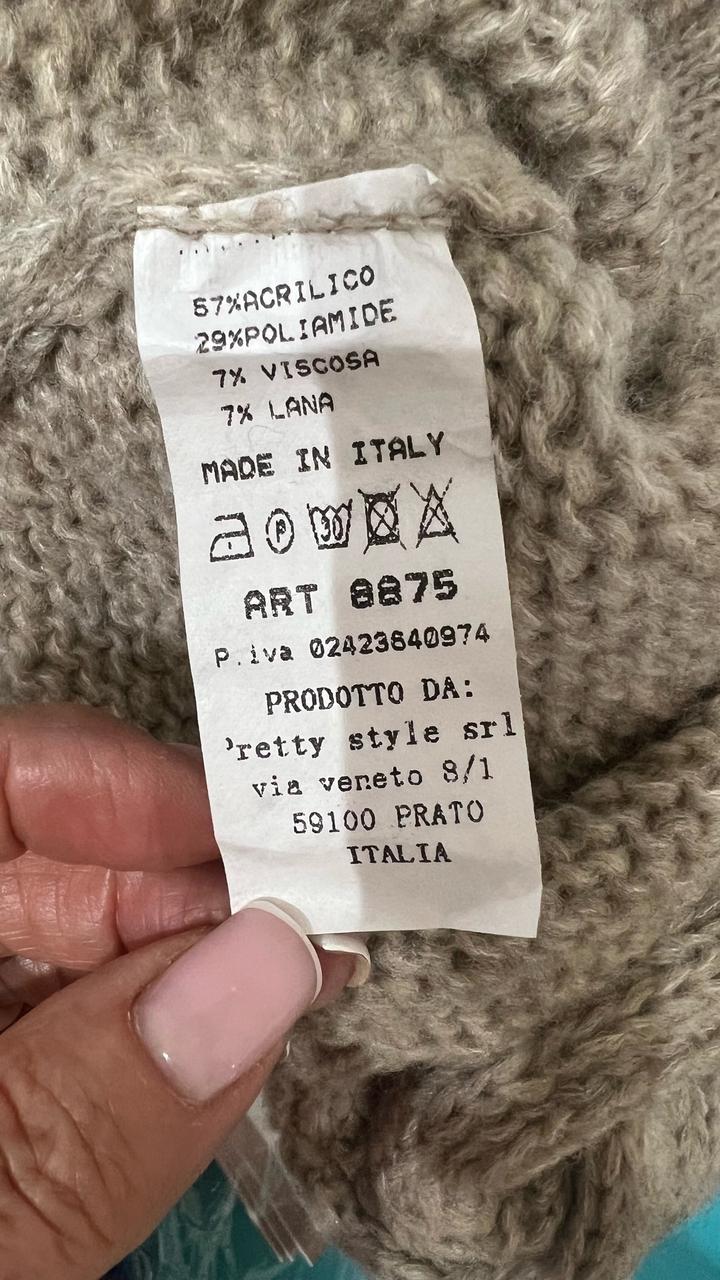 57%ACRILICO
29%POLIAMIDE
7% VISCOSA
7% LANA
MADE IN ITALY
P 30
ART 8875
P.iva 02423640974
PRODOTTO DA:
'retty style srl
via veneto 8/1
59100 PRATO
ITALIA